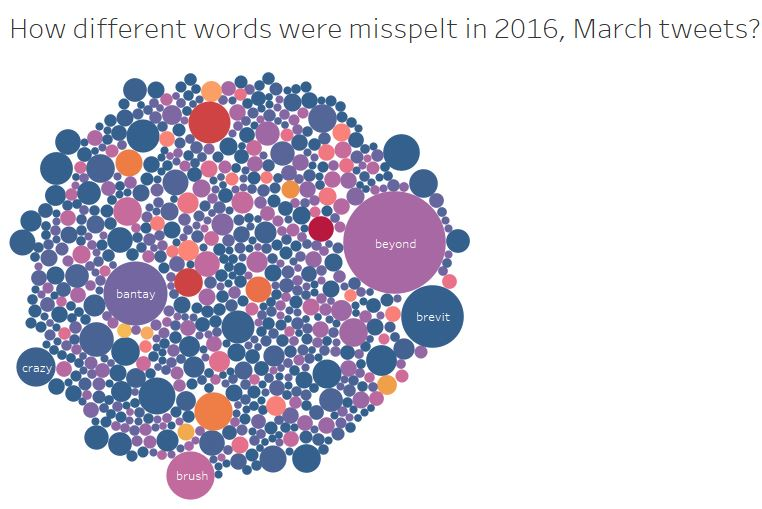 How different words were misspelt in 2016, March tweets?
beyond
bantay
brevit
crazy
brush